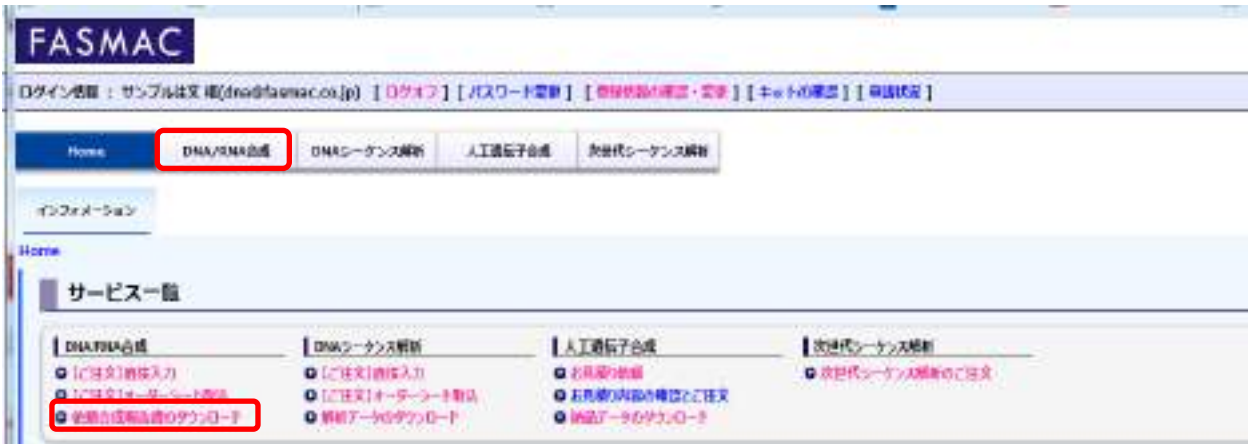 FASMAC
ログイン情報 : サンプル注文 様(dna@fasmac.co.jp) [ ログオフ ] [ パスワード変更 ] [ 登録情報の確認・変更 ] [ キットの確認 ] [ 申請状況 ]
Home DNA/RNA合成 DNAシーケンス解析 人工遺伝子合成 次世代シーケンス解析
インフォメーション
Home
サービス一覧
DNA/RNA合成 DNAシーケンス解析 人工遺伝子合成 次世代シーケンス解析
[ご注文]直接入力 [ご注文]直接入力 お見積り依頼 次世代シーケンス解析のご注文
[ご注文]オーダーシート取込 [ご注文]オーダーシート取込 お見積り内容の確認とご注文
依頼合成報告書のダウンロード 解析データのダウンロード 納品データのダウンロード